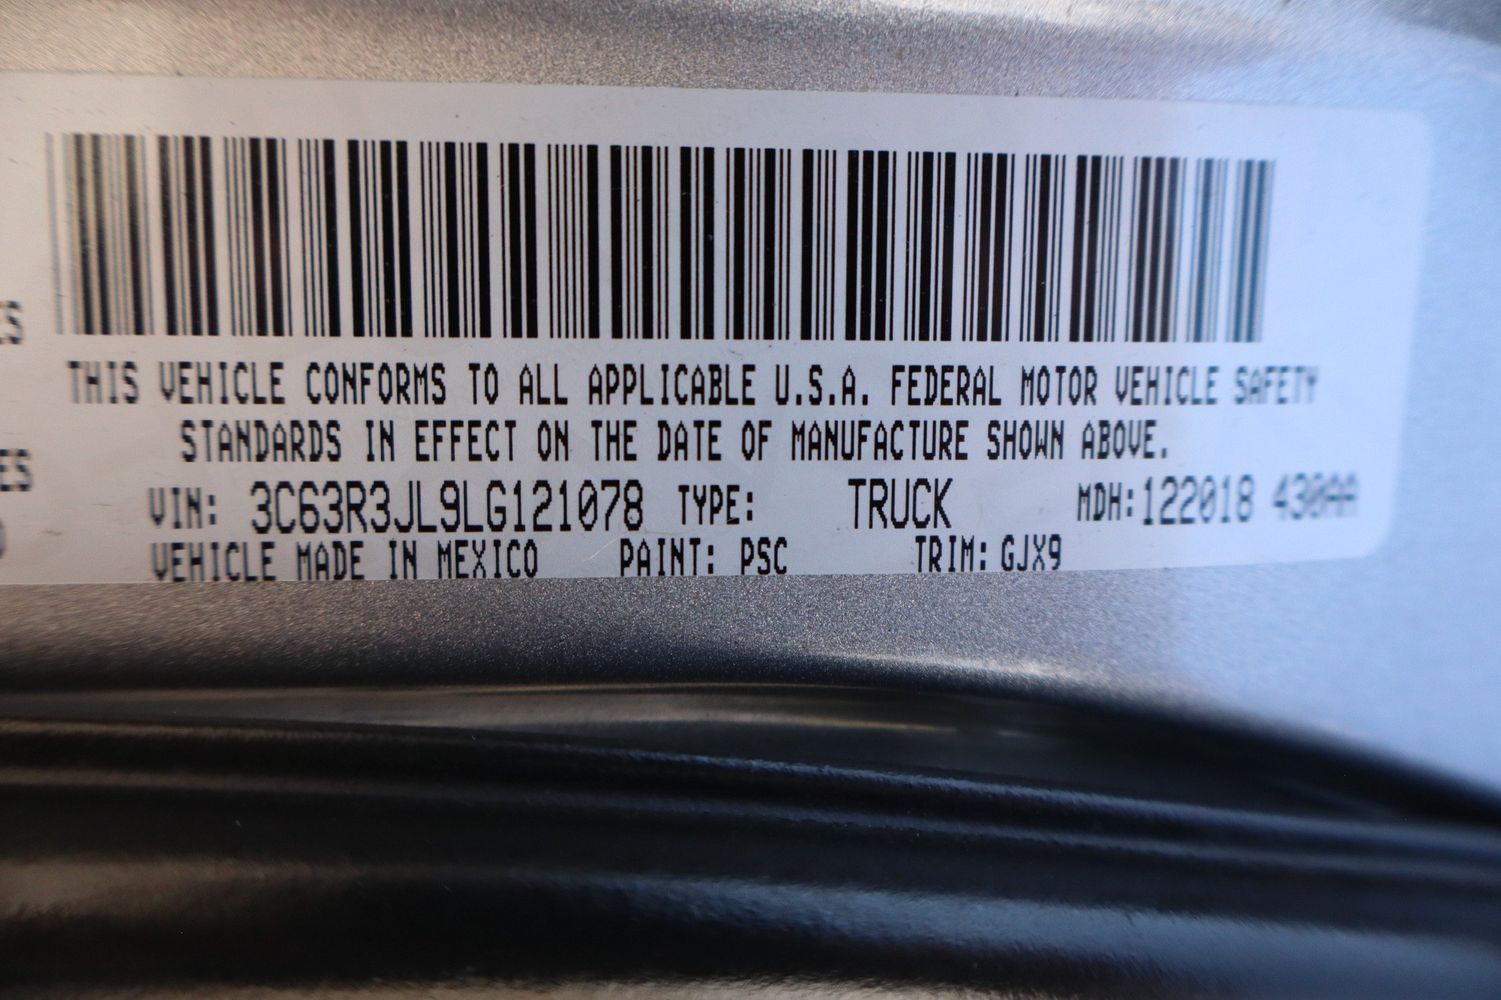 THIS VEHICLE CONFORMS TO ALL APPLICABLE U.S.A. FEDERAL MOTOR VEHICLE SAFETY
STANDARDS IN EFFECT ON THE DATE OF MANUFACTURE SHOWN ABOVE.
VIN: 3C63R3JL9LG121078 TYPE: TRUCK MDH: 122018 430AA
VEHICLE MADE IN MEXICO PAINT: PSC TRIM: GJX9